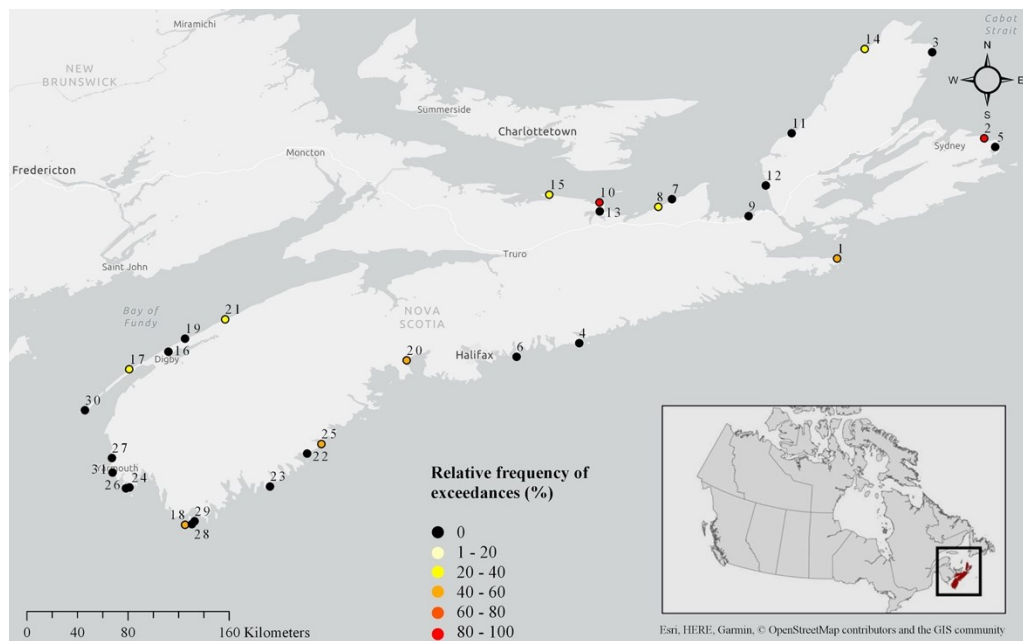 Cabot
Strait
Miramichi
14
3
N
NEW
BRUNSWICK
W
E
S
Summerside
11
2
Charlottetown
Sydney
5
Moncton
Fredericton
12
15
10
8
7
13
9
Truro
1
Saint John
Bay of
Fundy
21
NOVA
SCOTIA
19
4
16
Digby
17
20
Halifax
6
30
25
27
22
31
Yarmouth
24
26
23
Relative frequency of
exceedances (%)
18
29
28
0
1 - 20
20 - 40
40 - 60
60 - 80
80 - 100
0
80
160 Kilometers
Esri, HERE, Garmin, © OpenStreetMap contributors and the GIS community